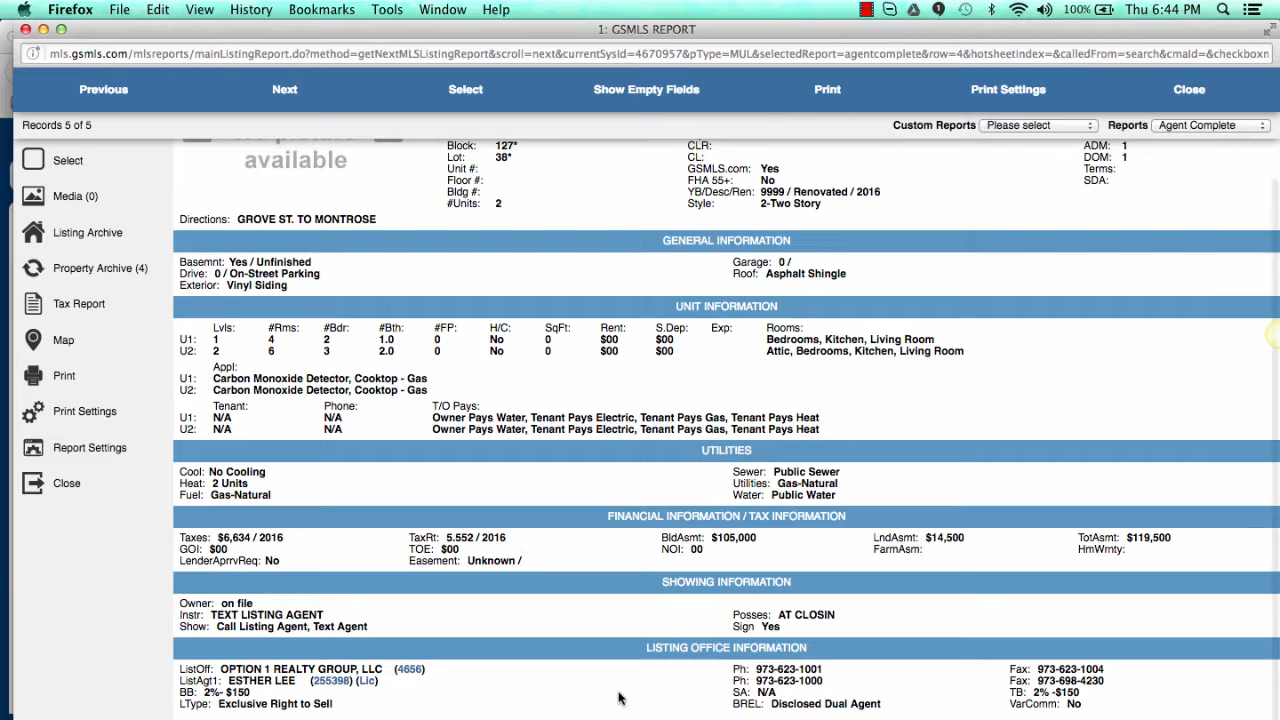 Firefox File Edit View History Bookmarks Tools Window Help 100% Thu 6:44 PM
1: GSMLS REPORT
mls.gsmls.com/mlsreports/mainListingReport.do?method=getNextMLSListingReport&scroll=next&currentSysId=4670957&pType=MUL&selectedReport=agentcomplete&row=4&hotsheetindex=&calledFrom=search&cmaId=&checkboxn
Previous Next Select Show Empty Fields Print Print Settings Close
Records 5 of 5 Custom Reports Please select Reports Agent Complete
Select
Media (0)
Listing Archive
Property Archive (4)
Tax Report
Map
Print
Print Settings
Report Settings
Close
available
Block: 127* CLR: ADM: 1
Lot: 38* CL: DOM: 1
Unit #: GSMLS.com: Yes Terms:
Floor #: FHA 55+: No SDA:
Bldg #: YB/Desc/Ren: 9999 / Renovated / 2016
#Units: 2 Style: 2-Two Story
Directions: GROVE ST. TO MONTROSE
GENERAL INFORMATION
Basemnt: Yes / Unfinished Garage: 0 /
Drive: 0 / On-Street Parking Roof: Asphalt Shingle
Exterior: Vinyl Siding
UNIT INFORMATION
Lvls: #Rms: #Bdr: #Bth: #FP: H/C: SqFt: Rent: S.Dep: Exp: Rooms:
U1: 1 4 2 1.0 0 No 0 $00 $00 Bedrooms, Kitchen, Living Room
U2: 2 6 3 2.0 0 No 0 $00 $00 Attic, Bedrooms, Kitchen, Living Room
Appl:
U1: Carbon Monoxide Detector, Cooktop - Gas
U2: Carbon Monoxide Detector, Cooktop - Gas
Tenant: Phone: T/O Pays:
U1: N/A N/A Owner Pays Water, Tenant Pays Electric, Tenant Pays Gas, Tenant Pays Heat
U2: N/A N/A Owner Pays Water, Tenant Pays Electric, Tenant Pays Gas, Tenant Pays Heat
UTILITIES
Cool: No Cooling Sewer: Public Sewer
Heat: 2 Units Utilities: Gas-Natural
Fuel: Gas-Natural Water: Public Water
FINANCIAL INFORMATION / TAX INFORMATION
Taxes: $6,634 / 2016 TaxRt: 5.552 / 2016 BldAsmt: $105,000 LndAsmt: $14,500 TotAsmt: $119,500
GOI: $00 TOE: $00 NOI: 00 FarmAsm: HmWrnty:
LenderApprvReq: No Easement: Unknown /
SHOWING INFORMATION
Owner: on file
Instr: TEXT LISTING AGENT Posses: AT CLOSIN
Show: Call Listing Agent, Text Agent Sign Yes
LISTING OFFICE INFORMATION
ListOff: OPTION 1 REALTY GROUP, LLC (4656) Ph: 973-623-1001 Fax: 973-623-1004
ListAgt1: ESTHER LEE (255398) (Lic) Ph: 973-623-1000 Fax: 973-698-4230
BB: 2%- $150 SA: N/A TB: 2% -$150
LType: Exclusive Right to Sell BREL: Disclosed Dual Agent VarComm: No